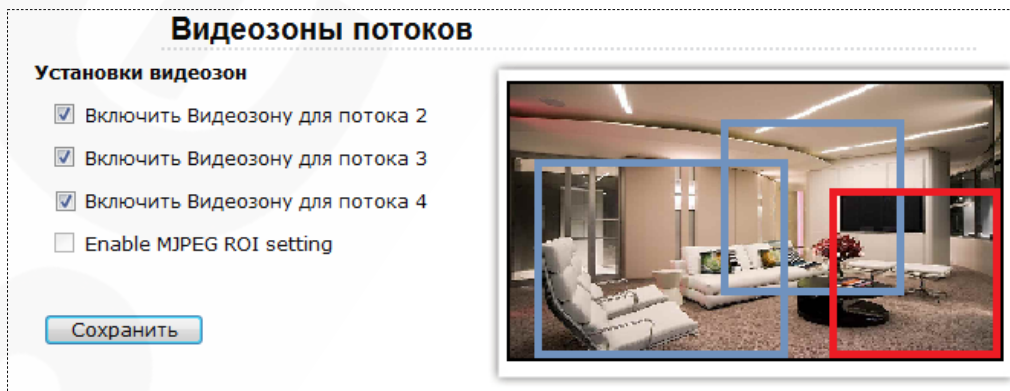 Видеозоны потоков
Установки видеозон
Включить Видеозону для потока 2
Включить Видеозону для потока 3
Включить Видеозону для потока 4
Enable MJPEG ROI setting
Сохранить